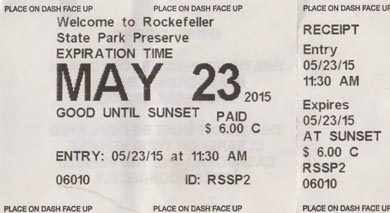 PLACE ON DASH FACE UP PLACE ON DASH FACE UP PLACE ON DASH FACE UP
Welcome to Rockefeller
State Park Preserve
EXPIRATION TIME
MAY 23 2015
GOOD UNTIL SUNSET PAID
$ 6.00 C
ENTRY: 05/23/15 at 11:30 AM
06010 ID: RSSP2
RECEIPT
Entry
05/23/15
11:30 AM
Expires
05/23/15
AT SUNSET
$ 6.00 C
RSSP2
06010
PLACE ON DASH FACE UP PLACE ON DASH FACE UP PLACE ON DASH FACE UP